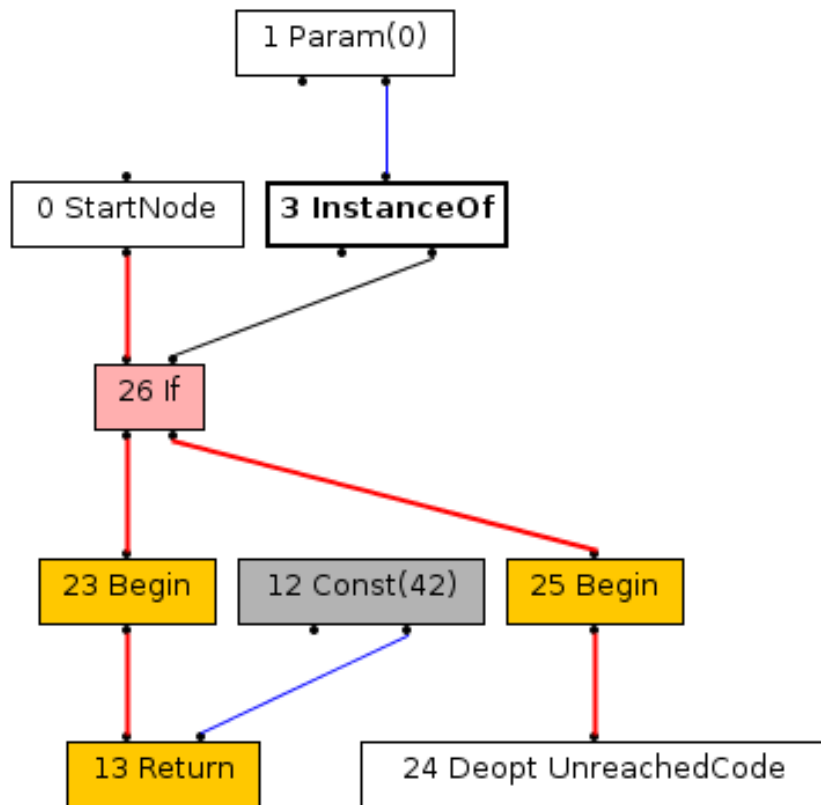 1 Param(0)
0 StartNode
3 InstanceOf
26 If
23 Begin
12 Const(42)
25 Begin
13 Return
24 Deopt UnreachedCode